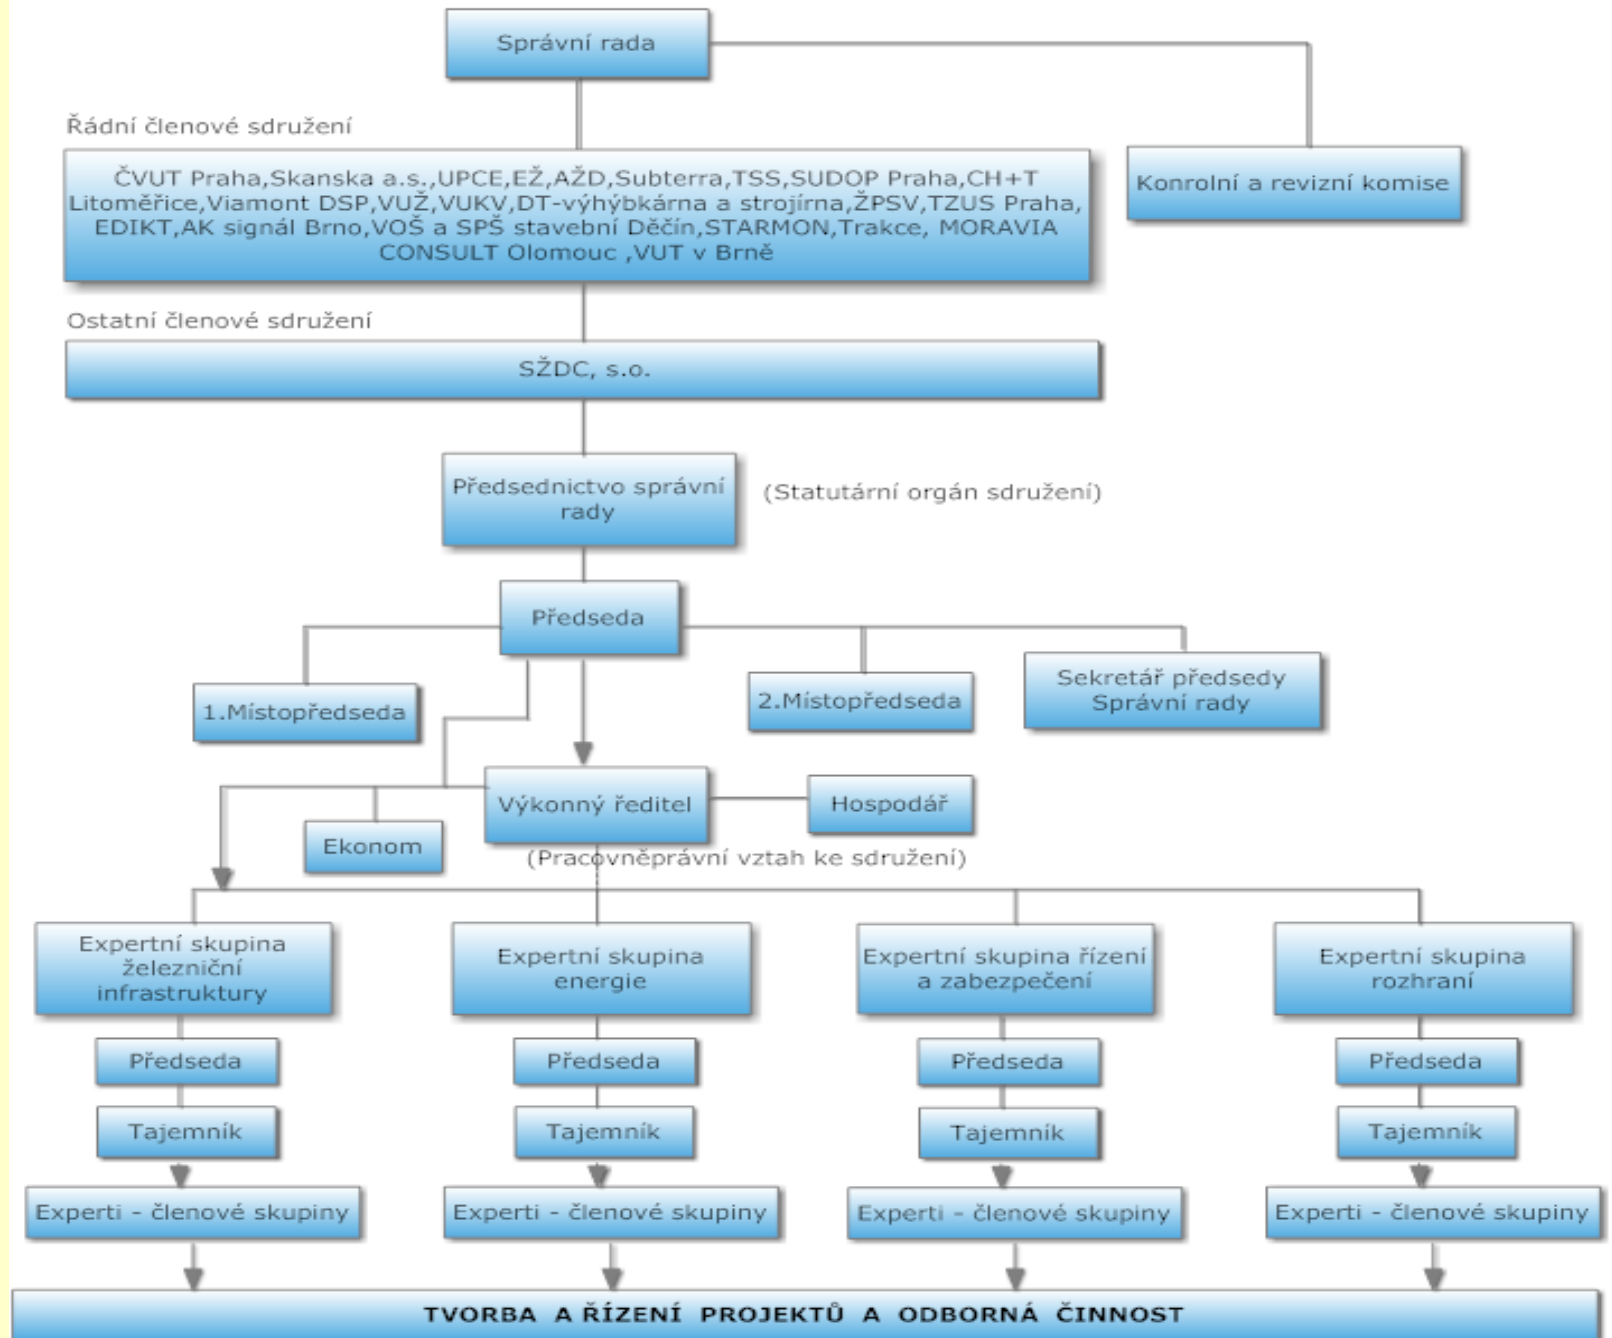 Správní rada
Řádní členové sdružení
ČVUT Praha,Skanska a.s.,UPCE,EŽ,AŽD,Subterra,TSS,SUDOP Praha,CH+T
Litoměřice,Viamont DSP,VUŽ,VUKV,DT-výhýbkárna a strojírna,ŽPSV,TZUS Praha,
EDIKT,AK signál Brno,VOŠ a SPŠ stavební Děčín,STARMON,Trakce, MORAVIA
CONSULT Olomouc ,VUT v Brně
Konrolní a revizní komise
Ostatní členové sdružení
SŽDC, s.o.
Předsednictvo správní
rady
(Statutární orgán sdružení)
Předseda
1.Místopředseda
2.Místopředseda
Sekretář předsedy
Správní rady
Výkonný ředitel
Hospodář
Ekonom
(Pracovněprávní vztah ke sdružení)
Expertní skupina
železniční
infrastruktury
Expertní skupina
energie
Expertní skupina řízení
a zabezpečení
Expertní skupina
rozhraní
Předseda
Předseda
Předseda
Předseda
Tajemník
Tajemník
Tajemník
Tajemník
Experti - členové skupiny
Experti - členové skupiny
Experti - členové skupiny
Experti - členové skupiny
TVORBA A ŘÍZENÍ PROJEKTŮ A ODBORNÁ ČINNOST